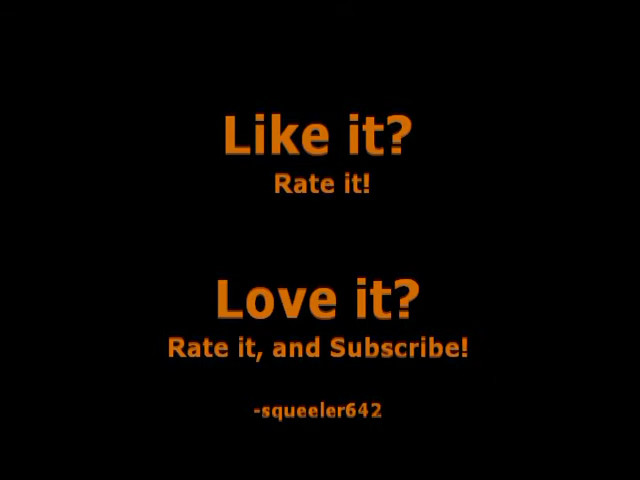 Like it?
Rate it!
Love it?
Rate it, and Subscribe!
-squeeler642